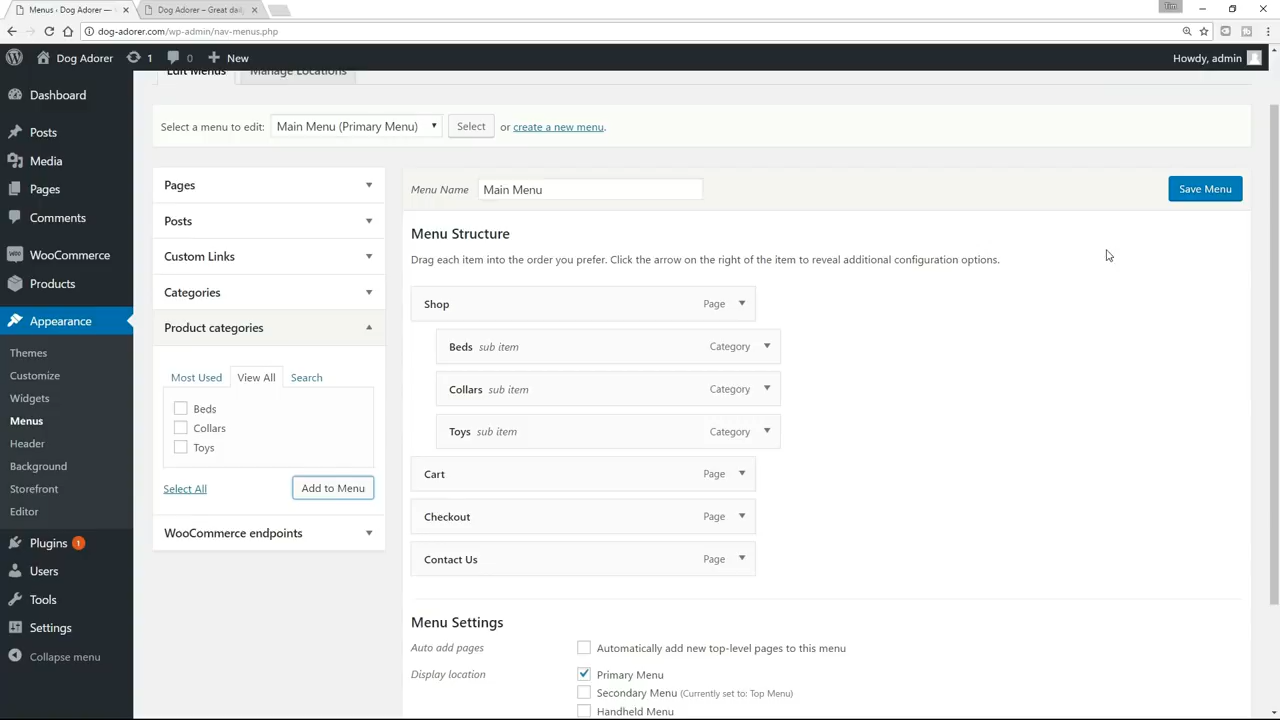 Menus ‹ Dog Adorer —
Dog Adorer – Great dai
Tim
dog-adorer.com/wp-admin/nav-menus.php
Dog Adorer
1
0
New
Howdy, admin
Dashboard
Posts
Media
Pages
Comments
WooCommerce
Products
Appearance
Themes
Customize
Widgets
Menus
Header
Background
Storefront
Editor
Plugins 1
Users
Tools
Settings
Collapse menu
Edit Menus
Manage Locations
Select a menu to edit: Main Menu (Primary Menu) Select or create a new menu.
Pages
Posts
Custom Links
Categories
Product categories
Most Used View All Search
Beds
Collars
Toys
Select All Add to Menu
WooCommerce endpoints
Menu Name Main Menu Save Menu
Menu Structure
Drag each item into the order you prefer. Click the arrow on the right of the item to reveal additional configuration options.
Shop Page
Beds sub item Category
Collars sub item Category
Toys sub item Category
Cart Page
Checkout Page
Contact Us Page
Menu Settings
Auto add pages Automatically add new top-level pages to this menu
Display location Primary Menu
Secondary Menu (Currently set to: Top Menu)
Handheld Menu